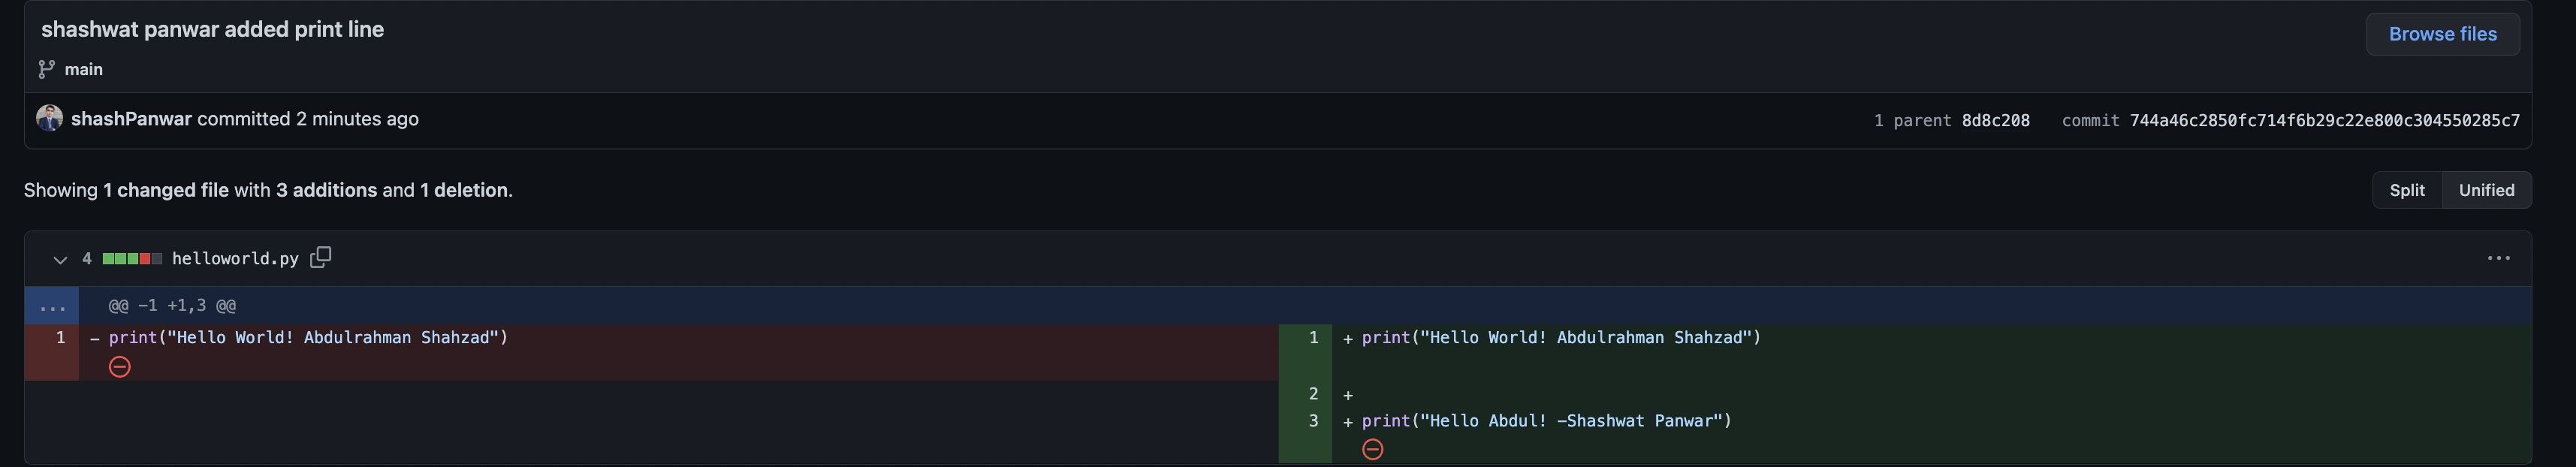 shashwat panwar added print line
Browse files
main
shashPanwar committed 2 minutes ago
1 parent 8d8c208 commit 744a46c2850fc714f6b29c22e800c304550285c7
Showing 1 changed file with 3 additions and 1 deletion.
Split Unified
4 helloworld.py
... @@ -1 +1,3 @@
1 - print("Hello World! Abdulrahman Shahzad")
1 + print("Hello World! Abdulrahman Shahzad")
2 +
3 + print("Hello Abdul! -Shashwat Panwar")